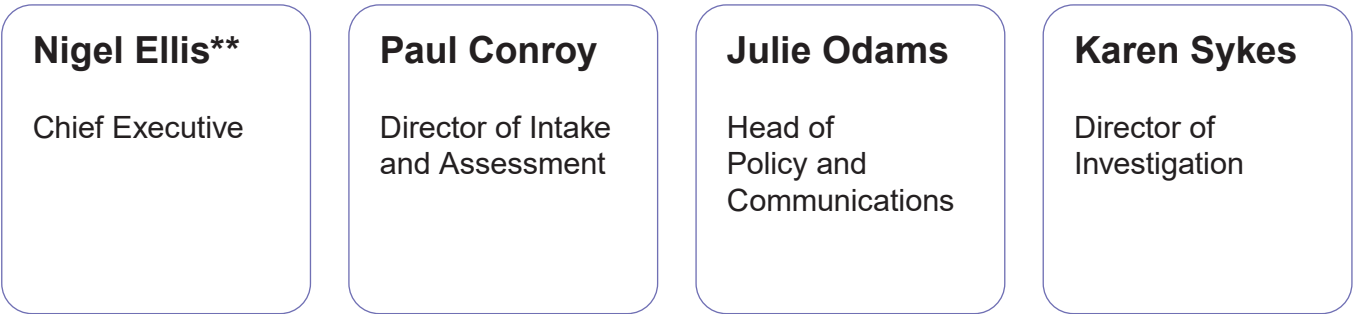 Nigel Ellis**
Chief Executive
Paul Conroy
Director of Intake
and Assessment
Julie Odams
Head of
Policy and
Communications
Karen Sykes
Director of
Investigation